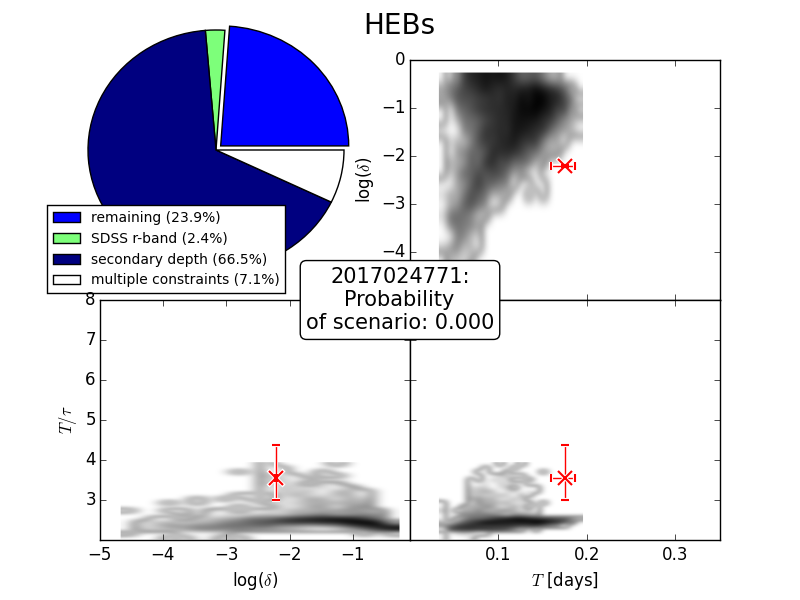 HEBs
remaining (23.9%)
SDSS r-band (2.4%)
secondary depth (66.5%)
multiple constraints (7.1%)
0
−1
−2
−3
−4
log(δ)
2017024771:
Probability
of scenario: 0.000
8
7
6
5
4
3
T/τ
−5 −4 −3 −2 −1
log(δ)
0.1 0.2 0.3
T [days]